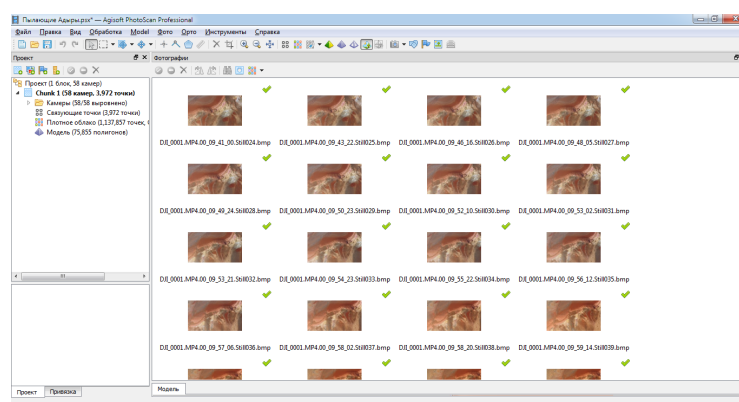 Пылающие Адыры.psx* — Agisoft PhotoScan Professional
Файл Правка Вид Обработка Model Фото Орто Инструменты Справка
Проект
Фотографии
Проект (1 блок, 58 камер)
Chunk 1 (58 камер, 3,972 точки)
Камеры (58/58 выровнено)
Связующие точки (3,972 точки)
Плотное облако (1,137,857 точек,
Модель (75,855 полигонов)
DJI_0001.MP4.00_09_41_00.Still024.bmp DJI_0001.MP4.00_09_43_22.Still025.bmp DJI_0001.MP4.00_09_46_16.Still026.bmp DJI_0001.MP4.00_09_48_05.Still027.bmp
DJI_0001.MP4.00_09_49_24.Still028.bmp DJI_0001.MP4.00_09_50_23.Still029.bmp DJI_0001.MP4.00_09_52_10.Still030.bmp DJI_0001.MP4.00_09_53_02.Still031.bmp
DJI_0001.MP4.00_09_53_21.Still032.bmp DJI_0001.MP4.00_09_54_23.Still033.bmp DJI_0001.MP4.00_09_55_22.Still034.bmp DJI_0001.MP4.00_09_56_12.Still035.bmp
DJI_0001.MP4.00_09_57_06.Still036.bmp DJI_0001.MP4.00_09_58_02.Still037.bmp DJI_0001.MP4.00_09_58_20.Still038.bmp DJI_0001.MP4.00_09_59_14.Still039.bmp
Проект Привязка
Модель